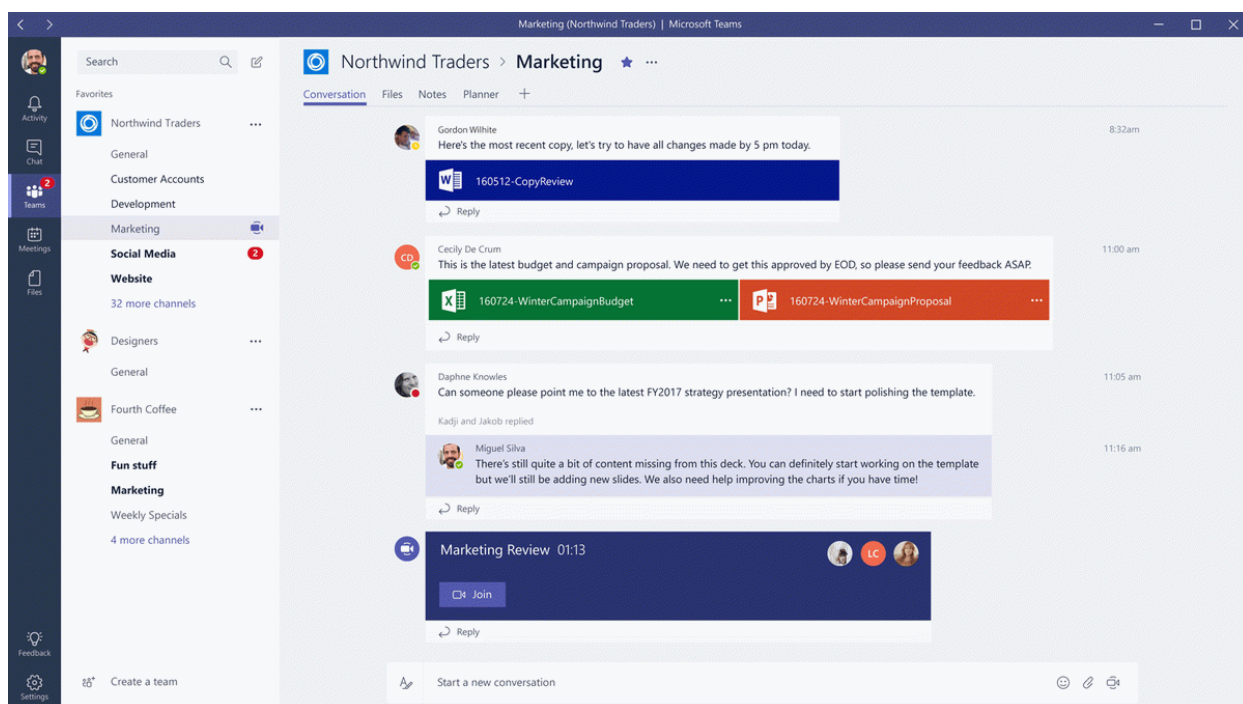 Marketing (Northwind Traders) | Microsoft Teams
Activity
Chat
2
Teams
Meetings
Files
Feedback
Settings
Search
Favorites
Northwind Traders
General
Customer Accounts
Development
Marketing
Social Media 2
Website
32 more channels
Designers
General
Fourth Coffee
General
Fun stuff
Marketing
Weekly Specials
4 more channels
Create a team
Northwind Traders > Marketing
Conversation Files Notes Planner
Gordon Wilhite 8:32am
Here's the most recent copy, let's try to have all changes made by 5 pm today.
160512-CopyReview
Reply
CD
Cecily De Crum 11:00 am
This is the latest budget and campaign proposal. We need to get this approved by EOD, so please send your feedback ASAP.
160724-WinterCampaignBudget 160724-WinterCampaignProposal
Reply
Daphne Knowles 11:05 am
Can someone please point me to the latest FY2017 strategy presentation? I need to start polishing the template.
Kadji and Jakob replied
Miguel Silva 11:16 am
There's still quite a bit of content missing from this deck. You can definitely start working on the template
but we'll still be adding new slides. We also need help improving the charts if you have time!
Reply
Marketing Review 01:13
LC
Join
Reply
Start a new conversation